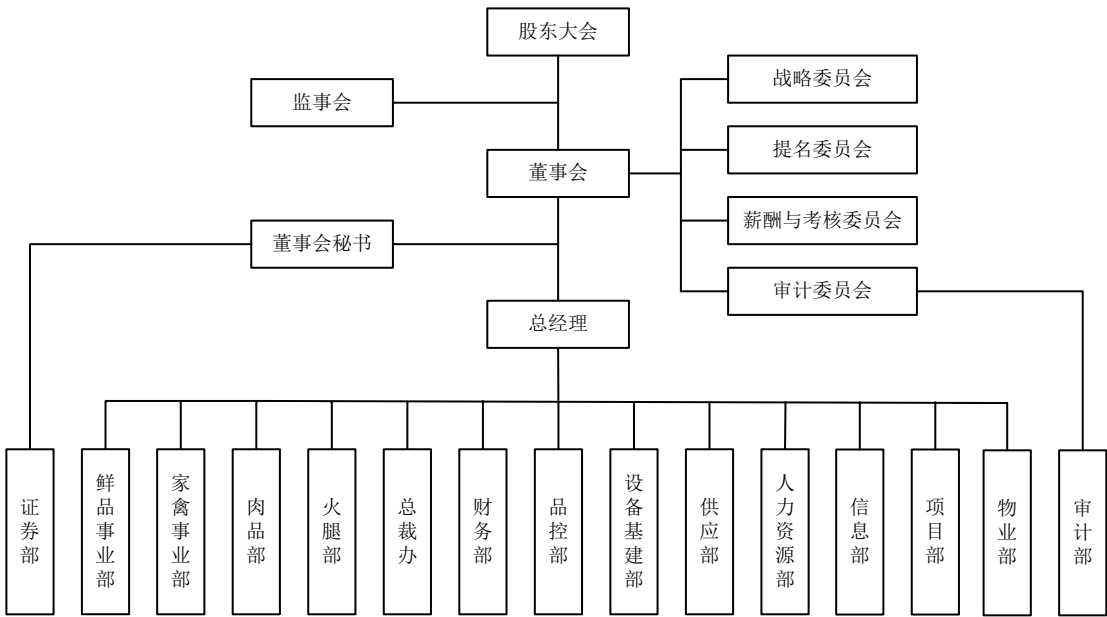 股东大会
监事会
战略委员会
提名委员会
董事会
薪酬与考核委员会
董事会秘书
审计委员会
总经理
证券部
鲜品事业部
家禽事业部
肉品部
火腿部
总裁办
财务部
品控部
设备基建部
供应部
人力资源部
信息部
项目部
物业部
审计部